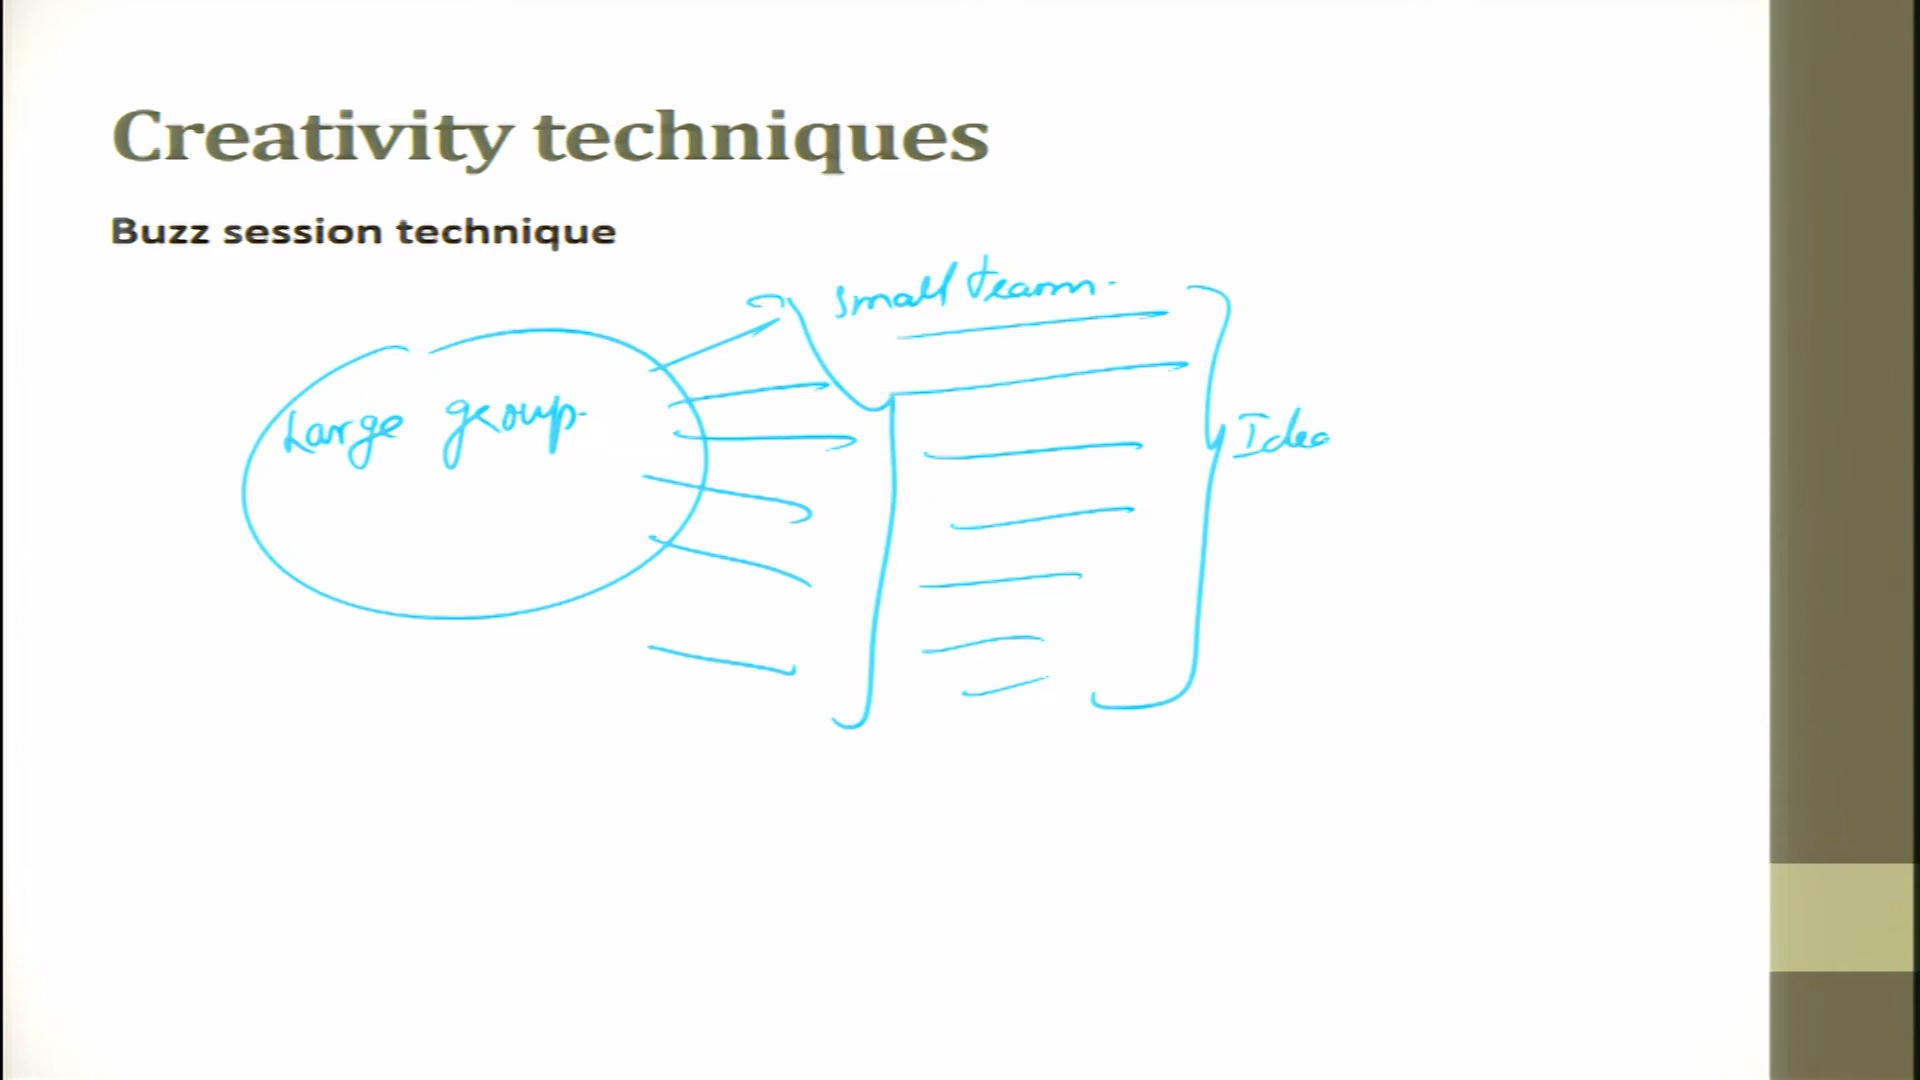 Creativity techniques
Buzz session technique
small team.
Large group.
Idea